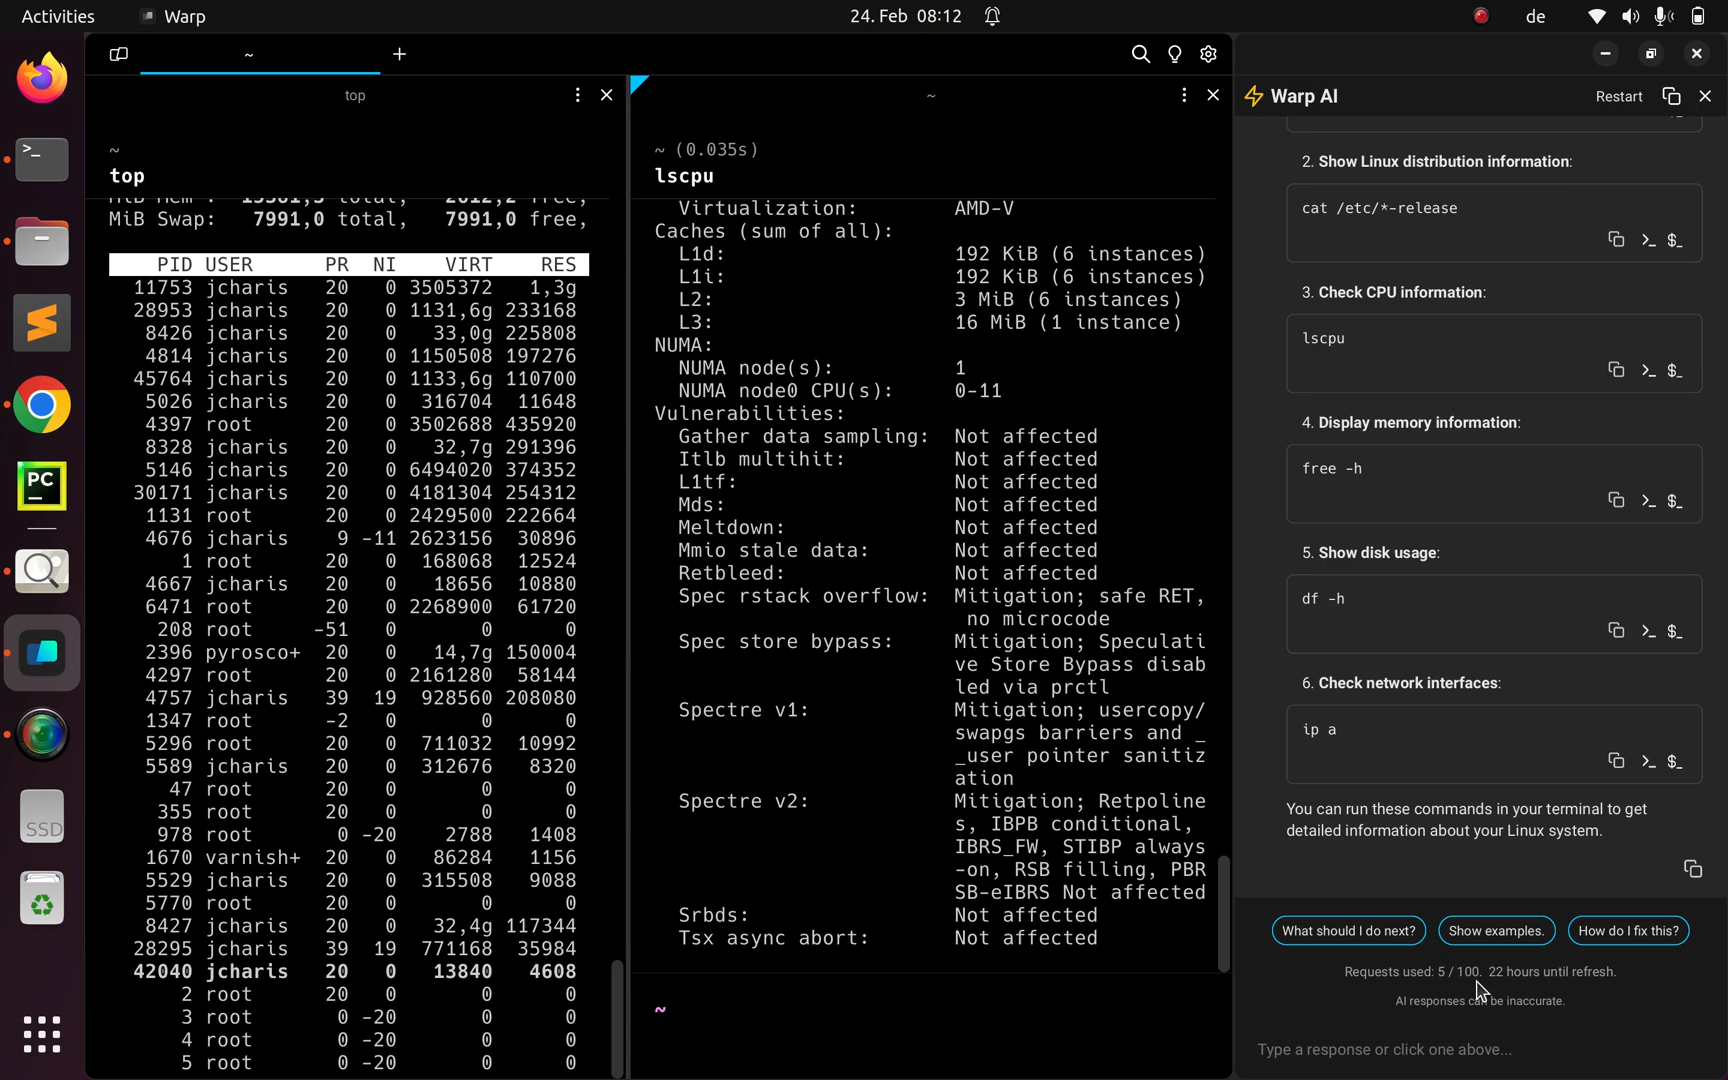 Activities
Warp
24. Feb 08:12
de
~
+
top
~
top
MiB Mem : 15361,3 total, 2612,2 free,
MiB Swap: 7991,0 total, 7991,0 free,
PID USER PR NI VIRT RES
11753 jcharis 20 0 3505372 1,3g
28953 jcharis 20 0 1131,6g 233168
8426 jcharis 20 0 33,0g 225808
4814 jcharis 20 0 1150508 197276
45764 jcharis 20 0 1133,6g 110700
5026 jcharis 20 0 316704 11648
4397 root 20 0 3502688 435920
8328 jcharis 20 0 32,7g 291396
5146 jcharis 20 0 6494020 374352
30171 jcharis 20 0 4181304 254312
1131 root 20 0 2429500 222664
4676 jcharis 9 -11 2623156 30896
1 root 20 0 168068 12524
4667 jcharis 20 0 18656 10880
6471 root 20 0 2268900 61720
208 root -51 0 0 0
2396 pyrosco+ 20 0 14,7g 150004
4297 root 20 0 2161280 58144
4757 jcharis 39 19 928560 208080
1347 root -2 0 0 0
5296 root 20 0 711032 10992
5589 jcharis 20 0 312676 8320
47 root 20 0 0 0
355 root 20 0 0 0
978 root 0 -20 2788 1408
1670 varnish+ 20 0 86284 1156
5529 jcharis 20 0 315508 9088
5770 root 20 0 0 0
8427 jcharis 20 0 32,4g 117344
28295 jcharis 39 19 771168 35984
42040 jcharis 20 0 13840 4608
2 root 20 0 0 0
3 root 0 -20 0 0
4 root 0 -20 0 0
5 root 0 -20 0 0
~
~ (0.035s)
lscpu
Virtualization: AMD-V
Caches (sum of all):
L1d: 192 KiB (6 instances)
L1i: 192 KiB (6 instances)
L2: 3 MiB (6 instances)
L3: 16 MiB (1 instance)
NUMA:
NUMA node(s): 1
NUMA node0 CPU(s): 0-11
Vulnerabilities:
Gather data sampling: Not affected
Itlb multihit: Not affected
L1tf: Not affected
Mds: Not affected
Meltdown: Not affected
Mmio stale data: Not affected
Retbleed: Not affected
Spec rstack overflow: Mitigation; safe RET,
no microcode
Spec store bypass: Mitigation; Speculati
ve Store Bypass disab
led via prctl
Spectre v1: Mitigation; usercopy/
swapgs barriers and _
_user pointer sanitiz
ation
Spectre v2: Mitigation; Retpoline
s, IBPB conditional,
IBRS_FW, STIBP always
-on, RSB filling, PBR
SB-eIBRS Not affected
Srbds: Not affected
Tsx async abort: Not affected
~
Warp AI
Restart
2. Show Linux distribution information:
cat /etc/*-release
>_ $_
3. Check CPU information:
lscpu
>_ $_
4. Display memory information:
free -h
>_ $_
5. Show disk usage:
df -h
>_ $_
6. Check network interfaces:
ip a
>_ $_
You can run these commands in your terminal to get
detailed information about your Linux system.
What should I do next?
Show examples.
How do I fix this?
Requests used: 5 / 100. 22 hours until refresh.
AI responses can be inaccurate.
Type a response or click one above...
>_
PC
SSD